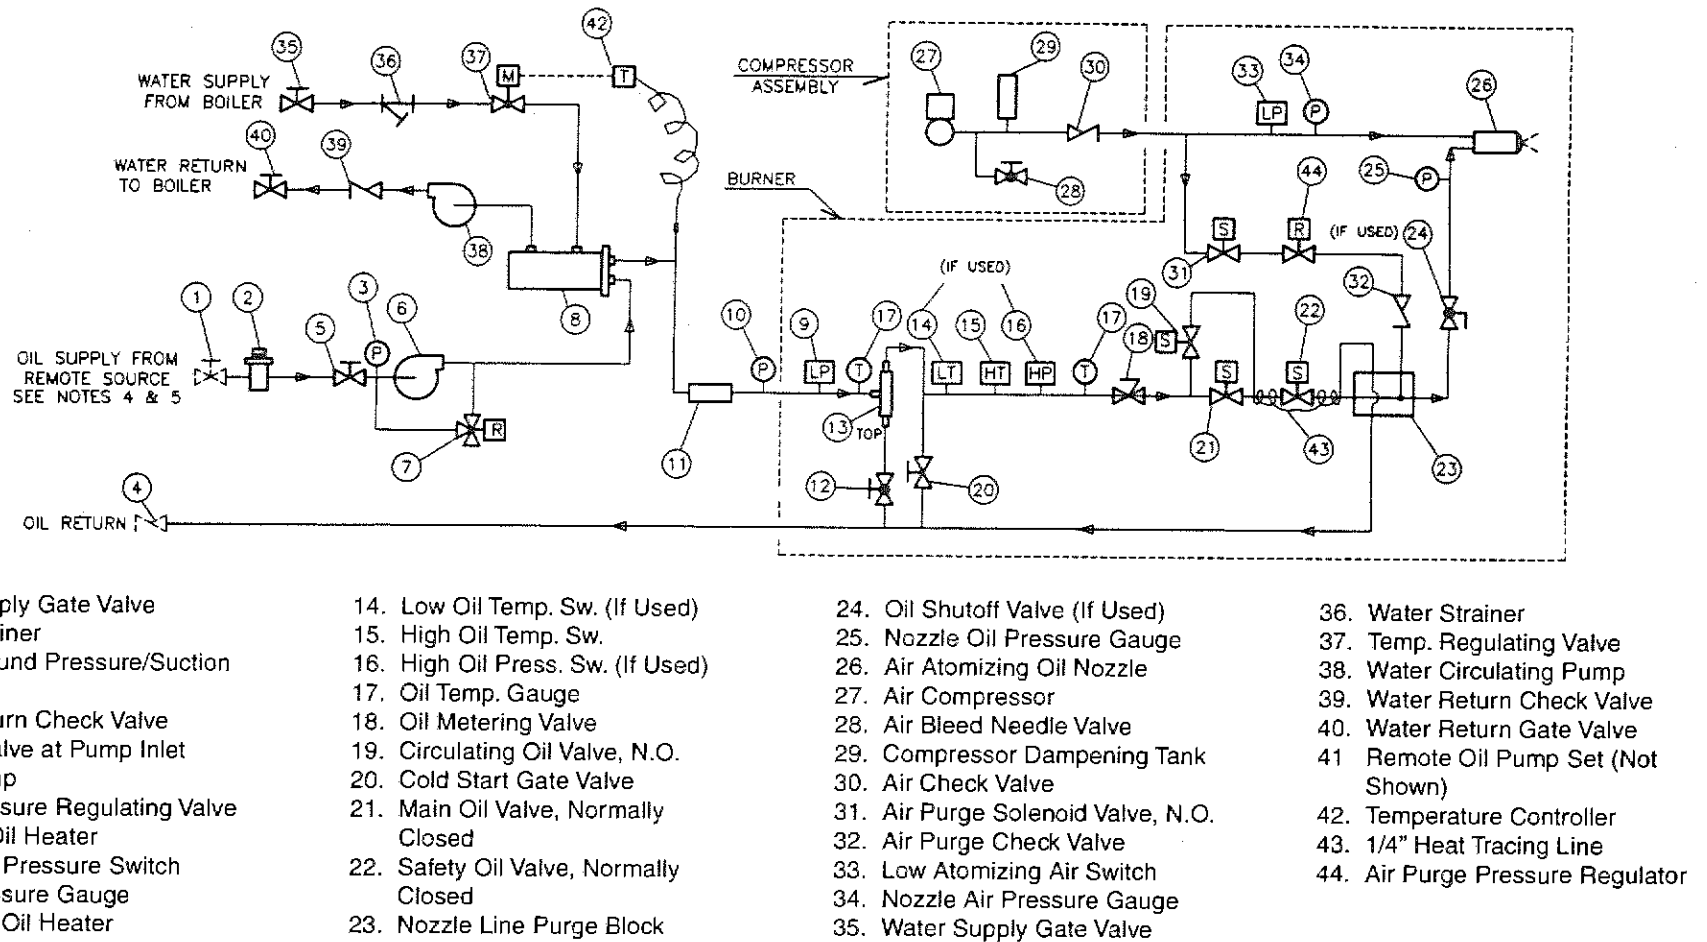 42
35
36
37
WATER SUPPLY
FROM BOILER
M
T
40
39
WATER RETURN
TO BOILER
38
8
1
2
3
5
6
P
OIL SUPPLY FROM
REMOTE SOURCE
SEE NOTES 4 & 5
R
7
4
OIL RETURN
COMPRESSOR
ASSEMBLY
27
29
30
28
BURNER
33
34
LP
P
26
25
P
44
S
R
(IF USED)
24
31
32
(IF USED)
10
9
17
14
15
16
17
19
18
22
P
LP
T
LT
HT
HP
T
S
S
S
11
13
TOP
12
20
21
43
23
ply Gate Valve
iner
und Pressure/Suction
urn Check Valve
alve at Pump Inlet
np
sure Regulating Valve
Oil Heater
Pressure Switch
ssure Gauge
Oil Heater
14. Low Oil Temp. Sw. (If Used)
15. High Oil Temp. Sw.
16. High Oil Press. Sw. (If Used)
17. Oil Temp. Gauge
18. Oil Metering Valve
19. Circulating Oil Valve, N.O.
20. Cold Start Gate Valve
21. Main Oil Valve, Normally
Closed
22. Safety Oil Valve, Normally
Closed
23. Nozzle Line Purge Block
24. Oil Shutoff Valve (If Used)
25. Nozzle Oil Pressure Gauge
26. Air Atomizing Oil Nozzle
27. Air Compressor
28. Air Bleed Needle Valve
29. Compressor Dampening Tank
30. Air Check Valve
31. Air Purge Solenoid Valve, N.O.
32. Air Purge Check Valve
33. Low Atomizing Air Switch
34. Nozzle Air Pressure Gauge
35. Water Supply Gate Valve
36. Water Strainer
37. Temp. Regulating Valve
38. Water Circulating Pump
39. Water Return Check Valve
40. Water Return Gate Valve
41 Remote Oil Pump Set (Not
Shown)
42. Temperature Controller
43. 1/4" Heat Tracing Line
44. Air Purge Pressure Regulator